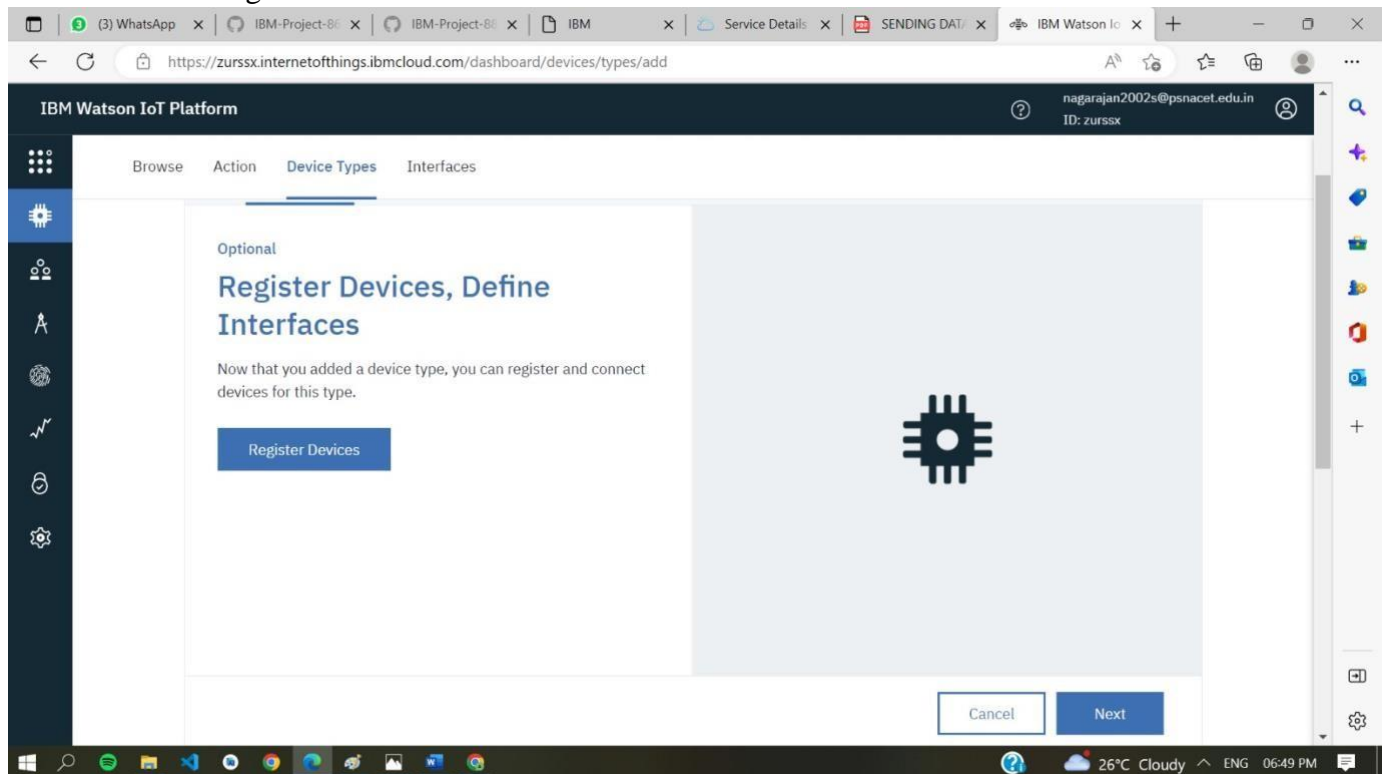 (3) WhatsApp
IBM-Project-86
IBM-Project-88
IBM
Service Details
SENDING DATA
IBM Watson Io
https://zurssx.internetofthings.ibmcloud.com/dashboard/devices/types/add
IBM Watson IoT Platform
nagarajan2002s@psnacet.edu.in
ID: zurssx
Browse Action Device Types Interfaces
Optional
Register Devices, Define
Interfaces
Now that you added a device type, you can register and connect
devices for this type.
Register Devices
Cancel Next
26°C Cloudy ENG 06:49 PM